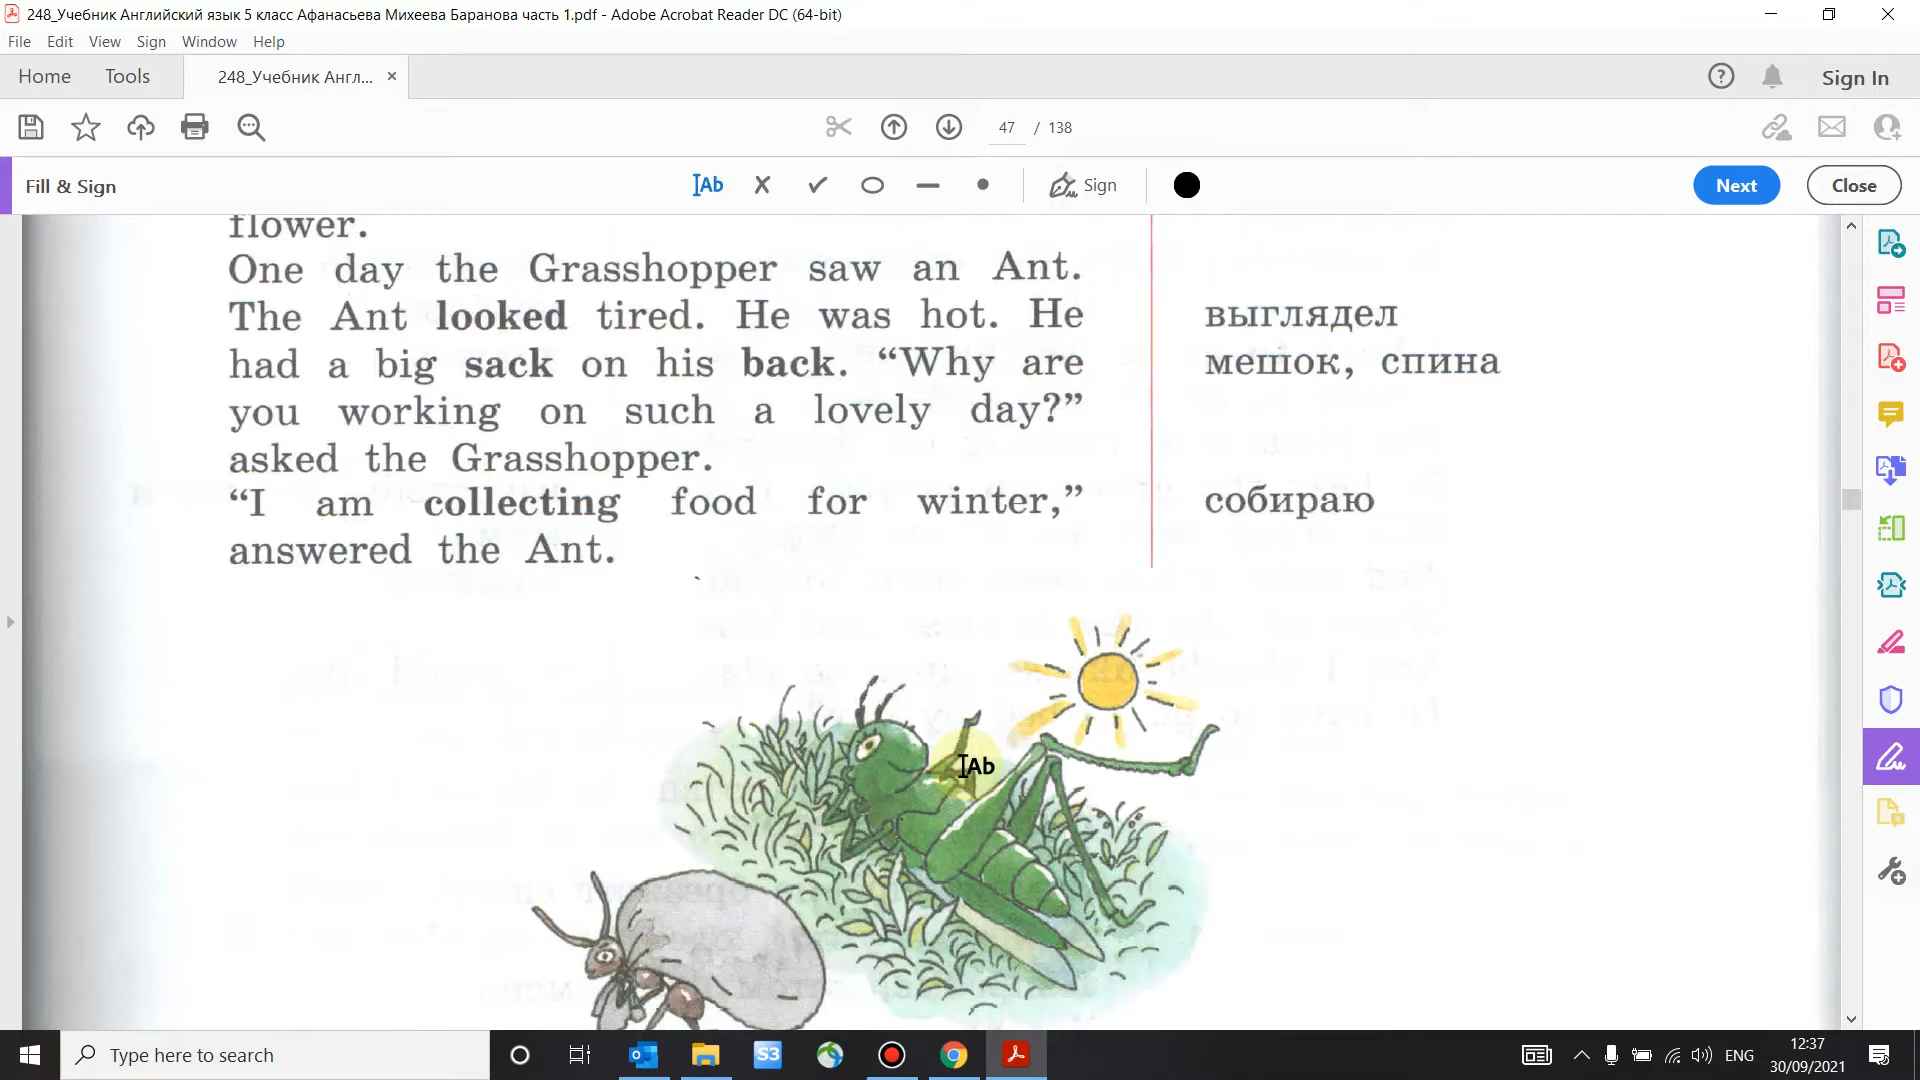 248_Учебник Английский язык 5 класс Афанасьева Михеева Баранова часть 1.pdf - Adobe Acrobat Reader DC (64-bit)
File Edit View Sign Window Help
Home Tools 248_Учебник Англ... ×
Sign In
47 / 138
Fill & Sign
Ab
Sign
Next
Close
flower.
One day the Grasshopper saw an Ant.
The Ant looked tired. He was hot. He выглядел
had a big sack on his back. “Why are мешок, спина
you working on such a lovely day?”
asked the Grasshopper.
“I am collecting food for winter,” собираю
answered the Ant.
Ab
Type here to search
S3
ENG
12:37
30/09/2021